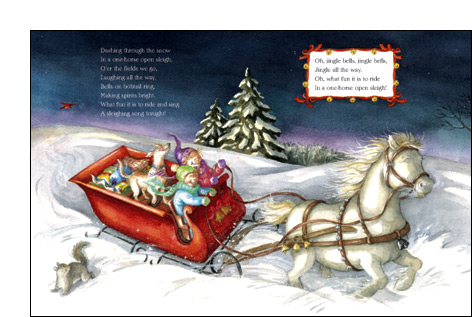 Dashing through the snow
In a one-horse open sleigh,
O'er the fields we go,
Laughing all the way.
Bells on bobtail ring,
Making spirits bright.
What fun it is to ride and sing
A sleighing song tonight!
Oh, jingle bells, jingle bells,
Jingle all the way.
Oh, what fun it is to ride
In a one-horse open sleigh!